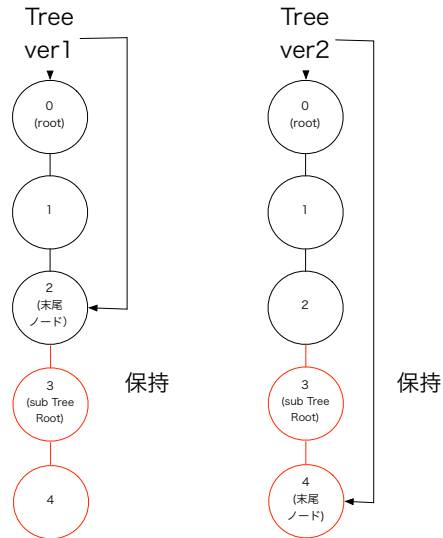 Tree
ver1
0
(root)
1
2
(末尾
ノード）
3
(sub Tree
Root)
4
保持
Tree
ver2
0
(root)
1
2
3
(sub Tree
Root)
4
(末尾
ノード)
保持